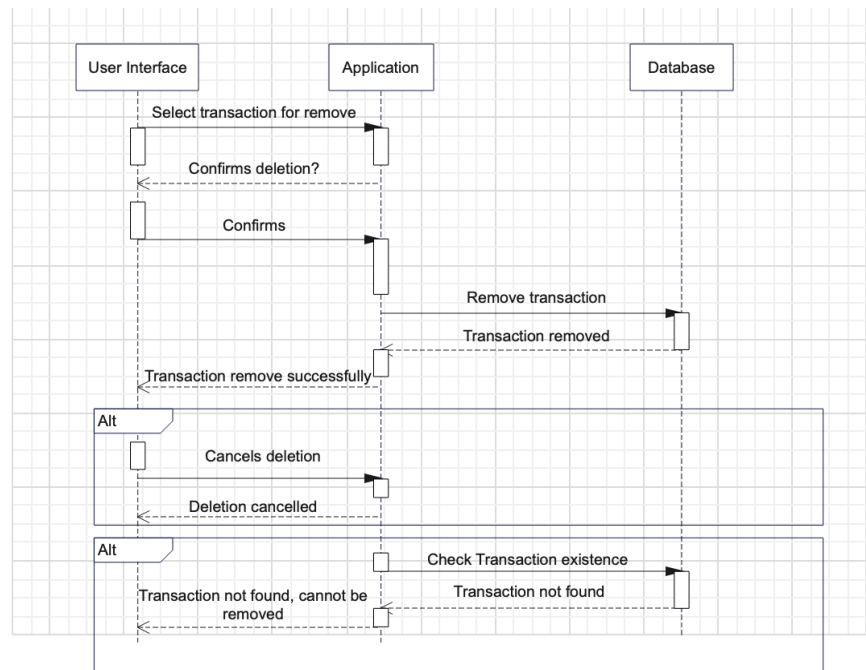 User Interface
Application
Database
Select transaction for remove
Confirms deletion?
Confirms
Remove transaction
Transaction removed
Transaction remove successfully
Alt
Cancels deletion
Deletion cancelled
Alt
Check Transaction existence
Transaction not found
Transaction not found, cannot be
removed